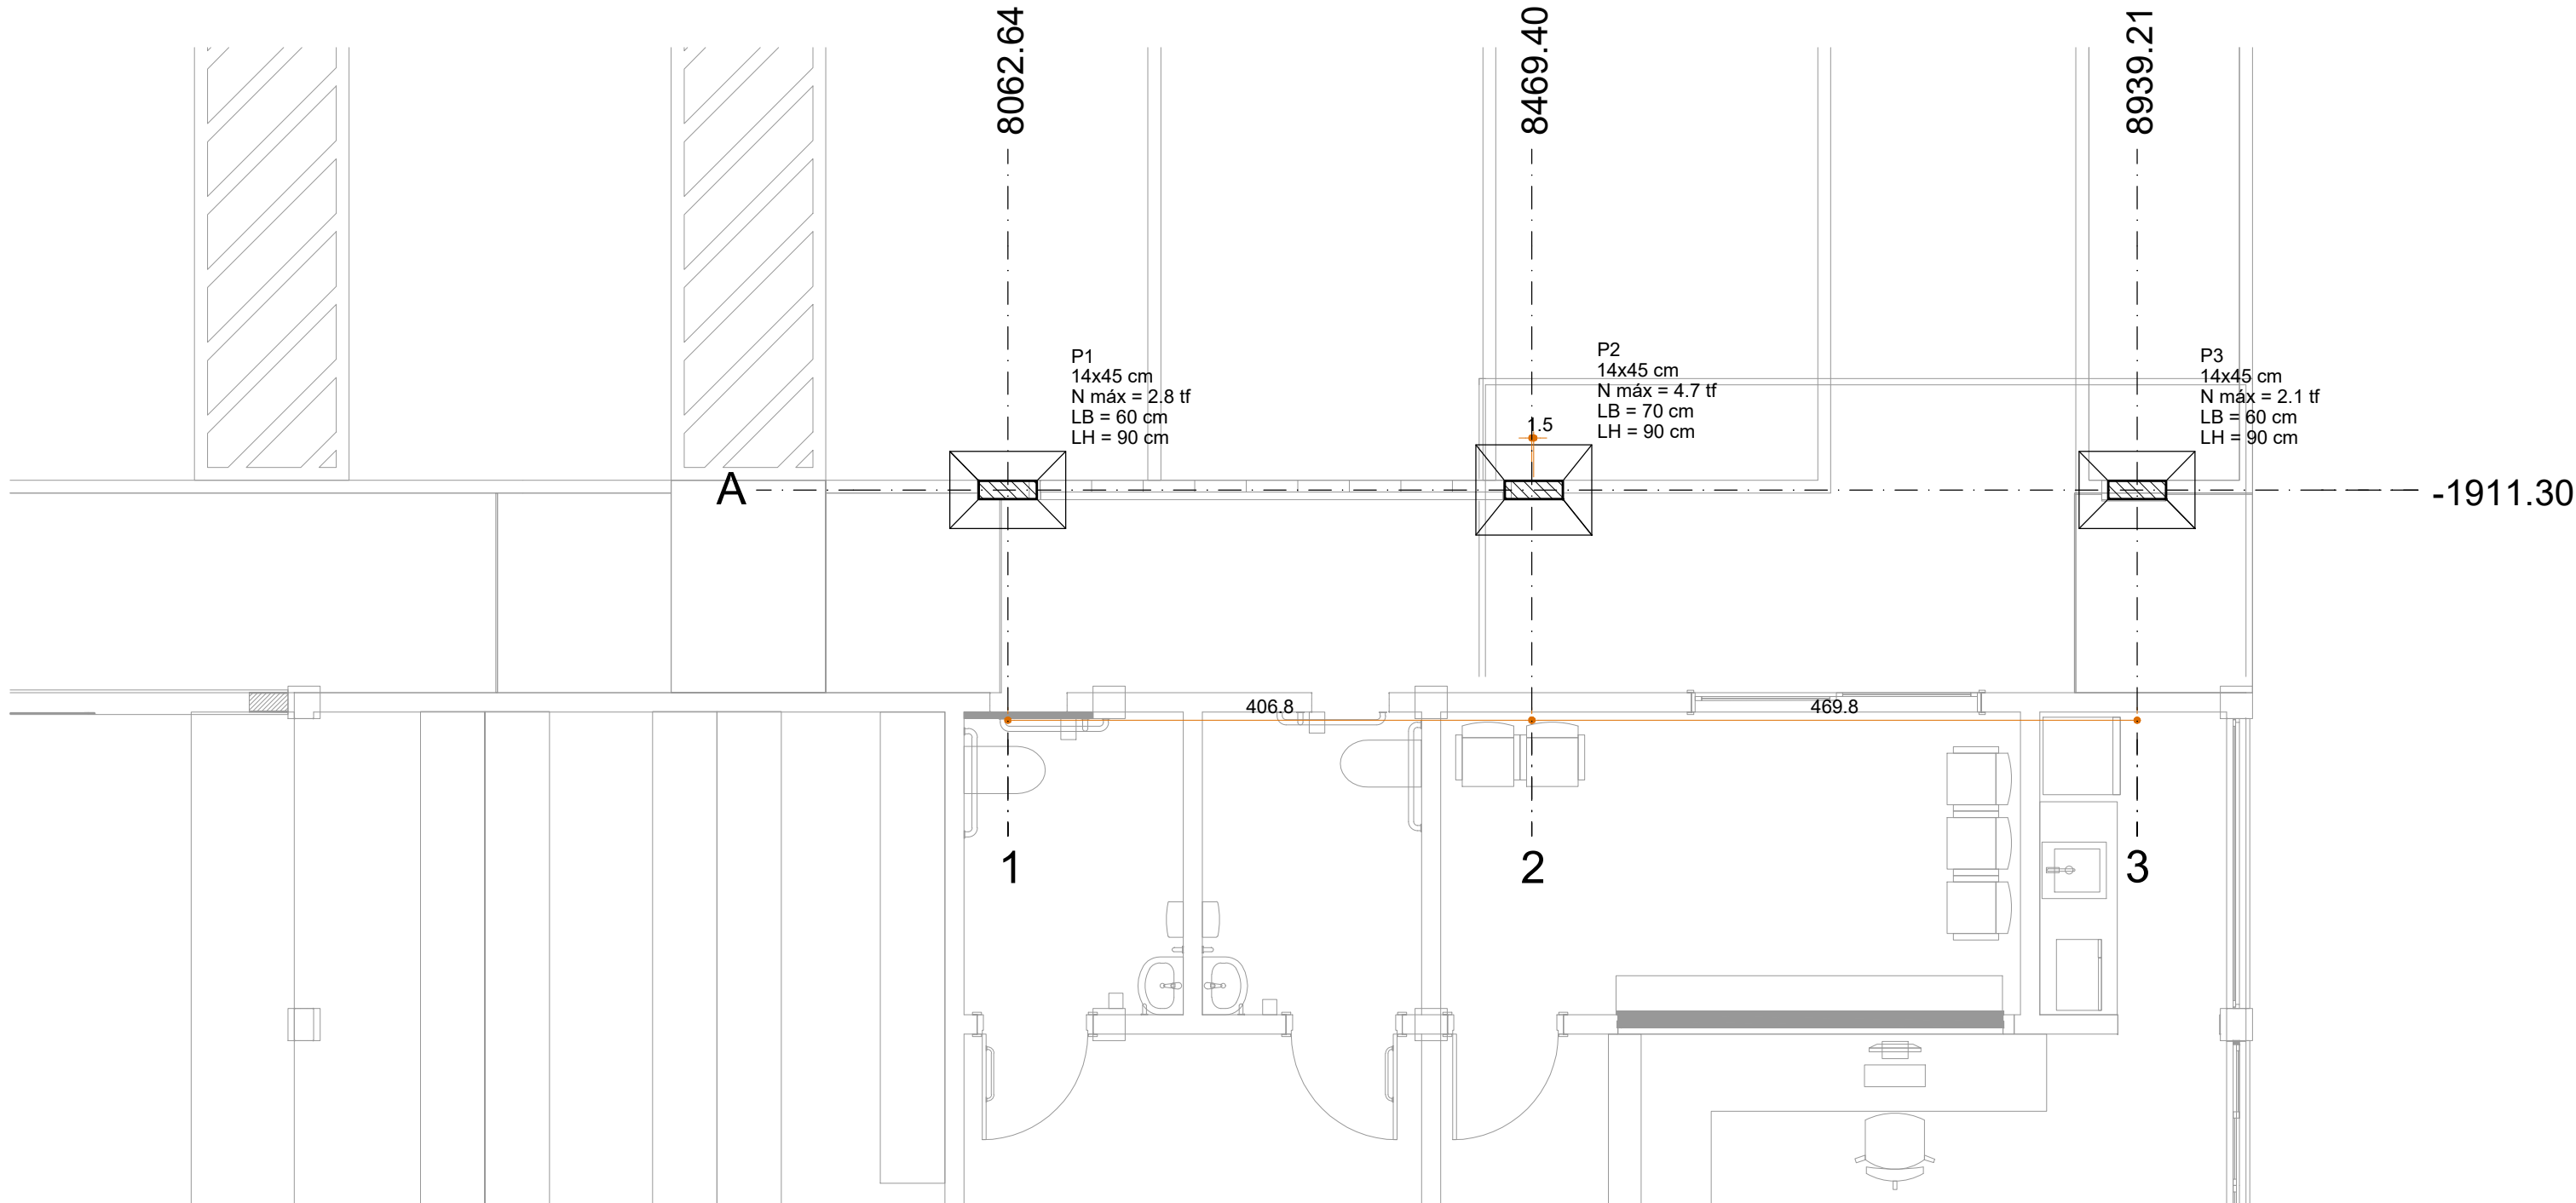 8062.64
8469.40
8939.21
P1
14x45 cm
N máx = 2.8 tf
LB = 60 cm
LH = 90 cm
P2
14x45 cm
N máx = 4.7 tf
LB = 70 cm
LH = 90 cm
P3
14x45 cm
N máx = 2.1 tf
LB = 60 cm
LH = 90 cm
1.5
A
-1911.30
406.8
469.8
1
2
3